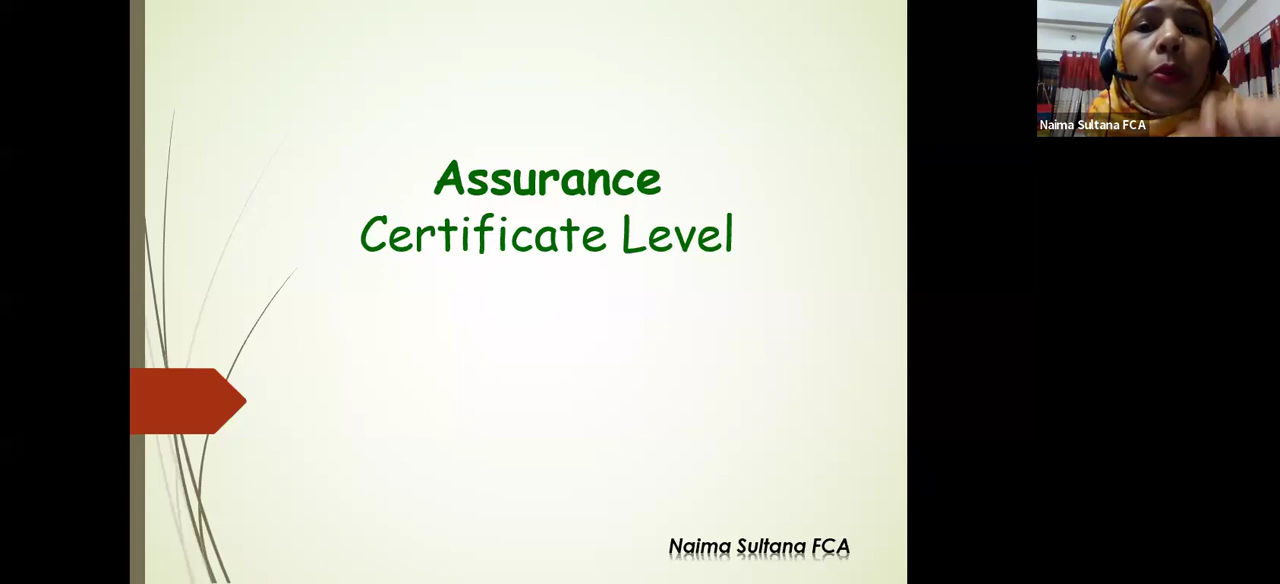 Assurance
Certificate Level
Naima Sultana FCA
Naima Sultana FCA